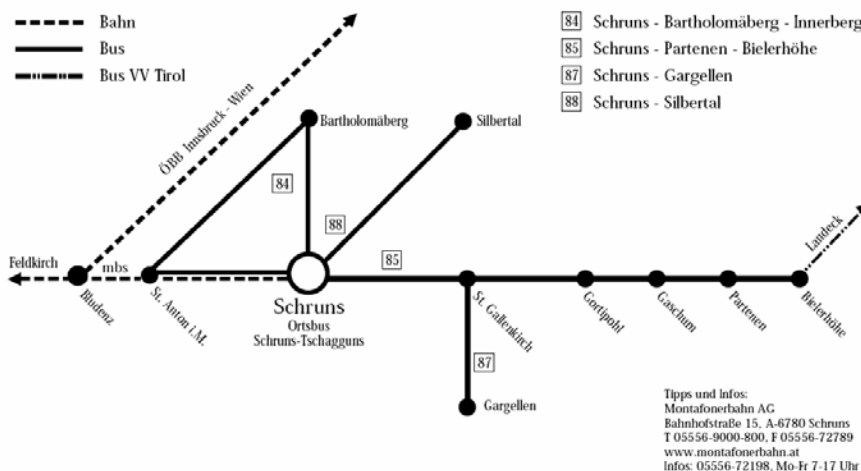 Bahn
Bus
Bus VV Tirol
84 Schruns - Bartholomäberg - Innerberg
85 Schruns - Partenen - Bielerhöhe
87 Schruns - Gargellen
88 Schruns - Silbertal
ÖBB Innsbruck - Wien
Bartholomäberg
Silbertal
84
88
Feldkirch
mbs
85
Landeck
Bludenz
St. Anton i.M.
Schruns
Ortsbus
Schruns-Tschagguns
St. Gallenkirch
Gortipohl
Gaschurn
Partenen
Bielerhöhe
87
Gargellen
Tipps und Infos:
Montafonerbahn AG
Bahnhofstraße 15, A-6780 Schruns
T 05556-9000-800, F 05556-72789
www.montafonerbahn.at
Infos: 05556-72198, Mo-Fr 7-17 Uhr